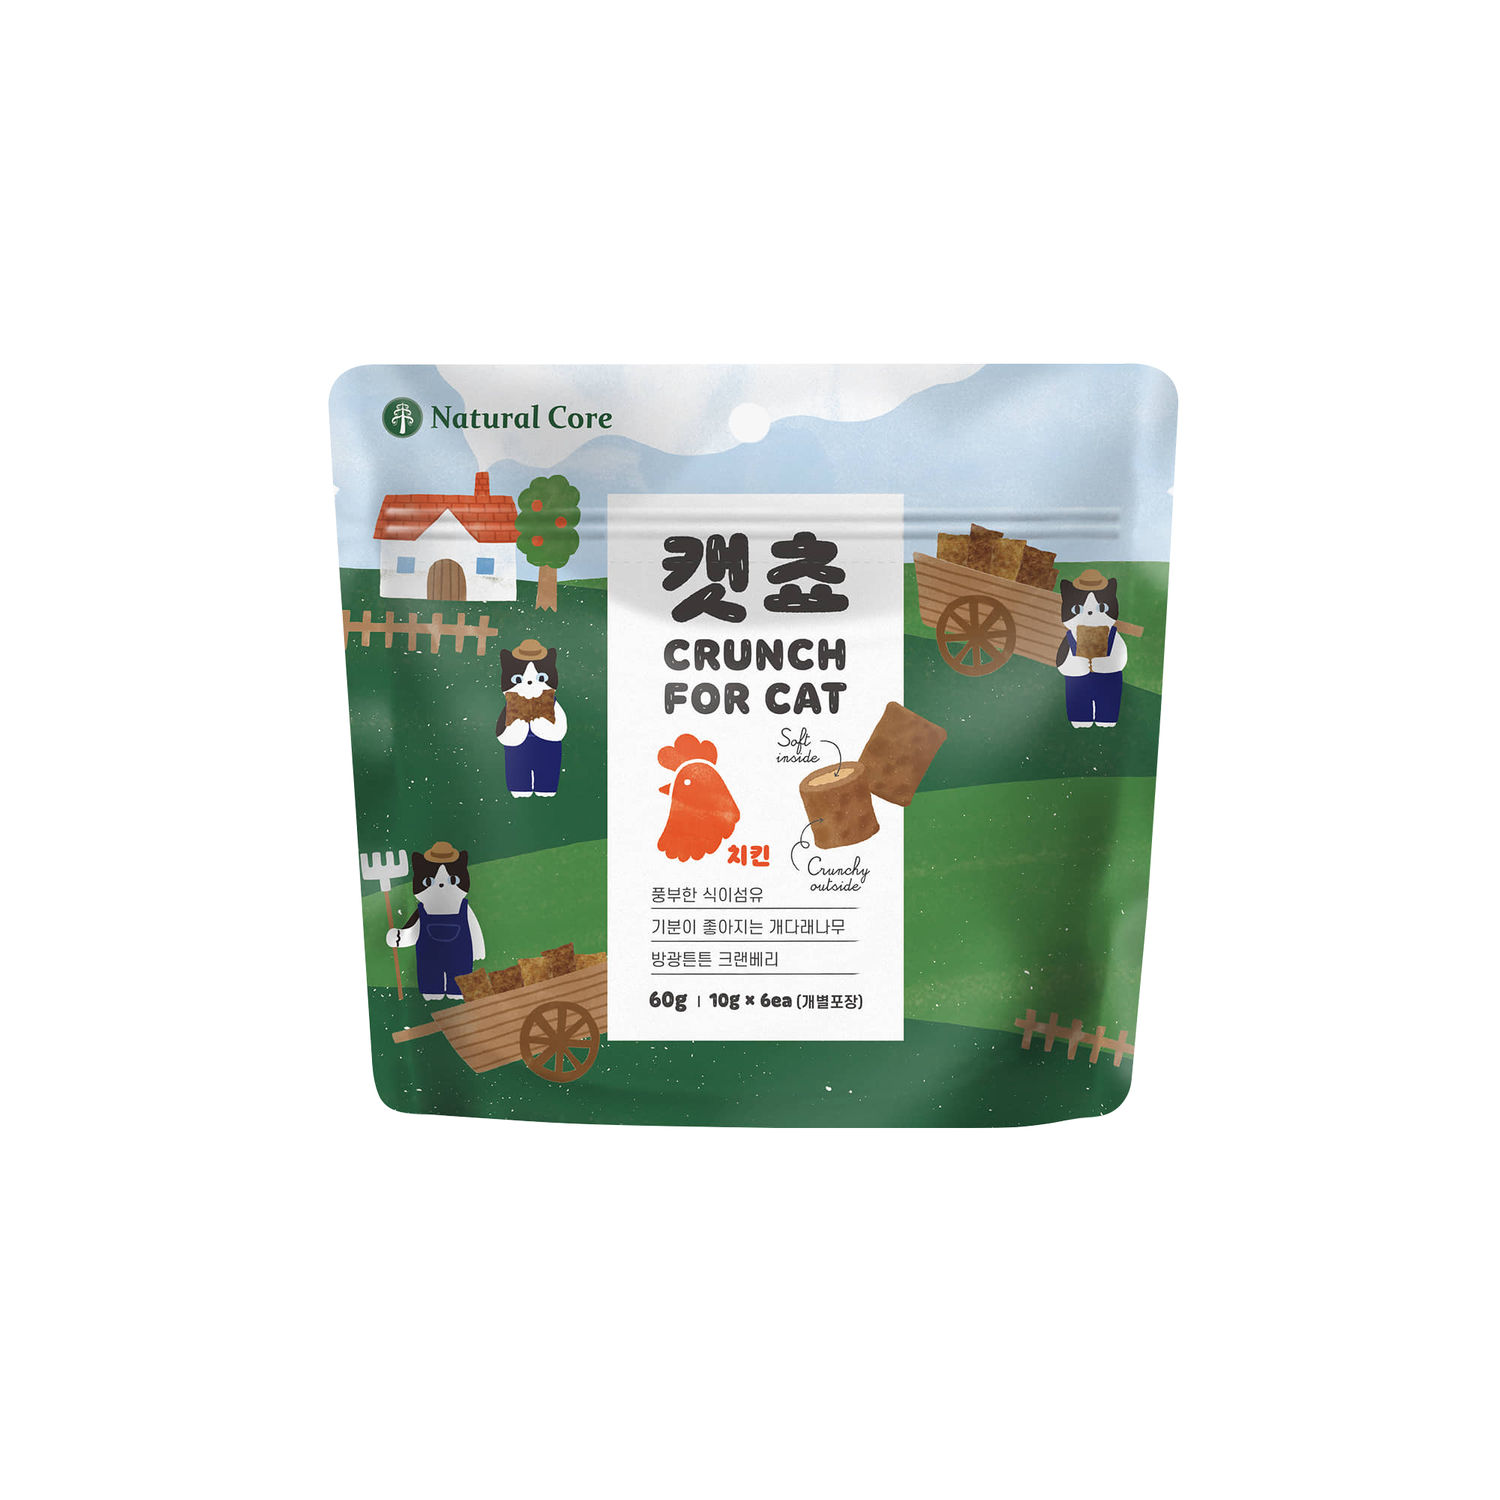 Natural Core
캣쵸
CRUNCH
FOR CAT
Soft
inside
치킨
Crunchy
outside
풍부한 식이섬유
기분이 좋아지는 개다래나무
방광튼튼 크랜베리
60g | 10g × 6ea (개별포장)